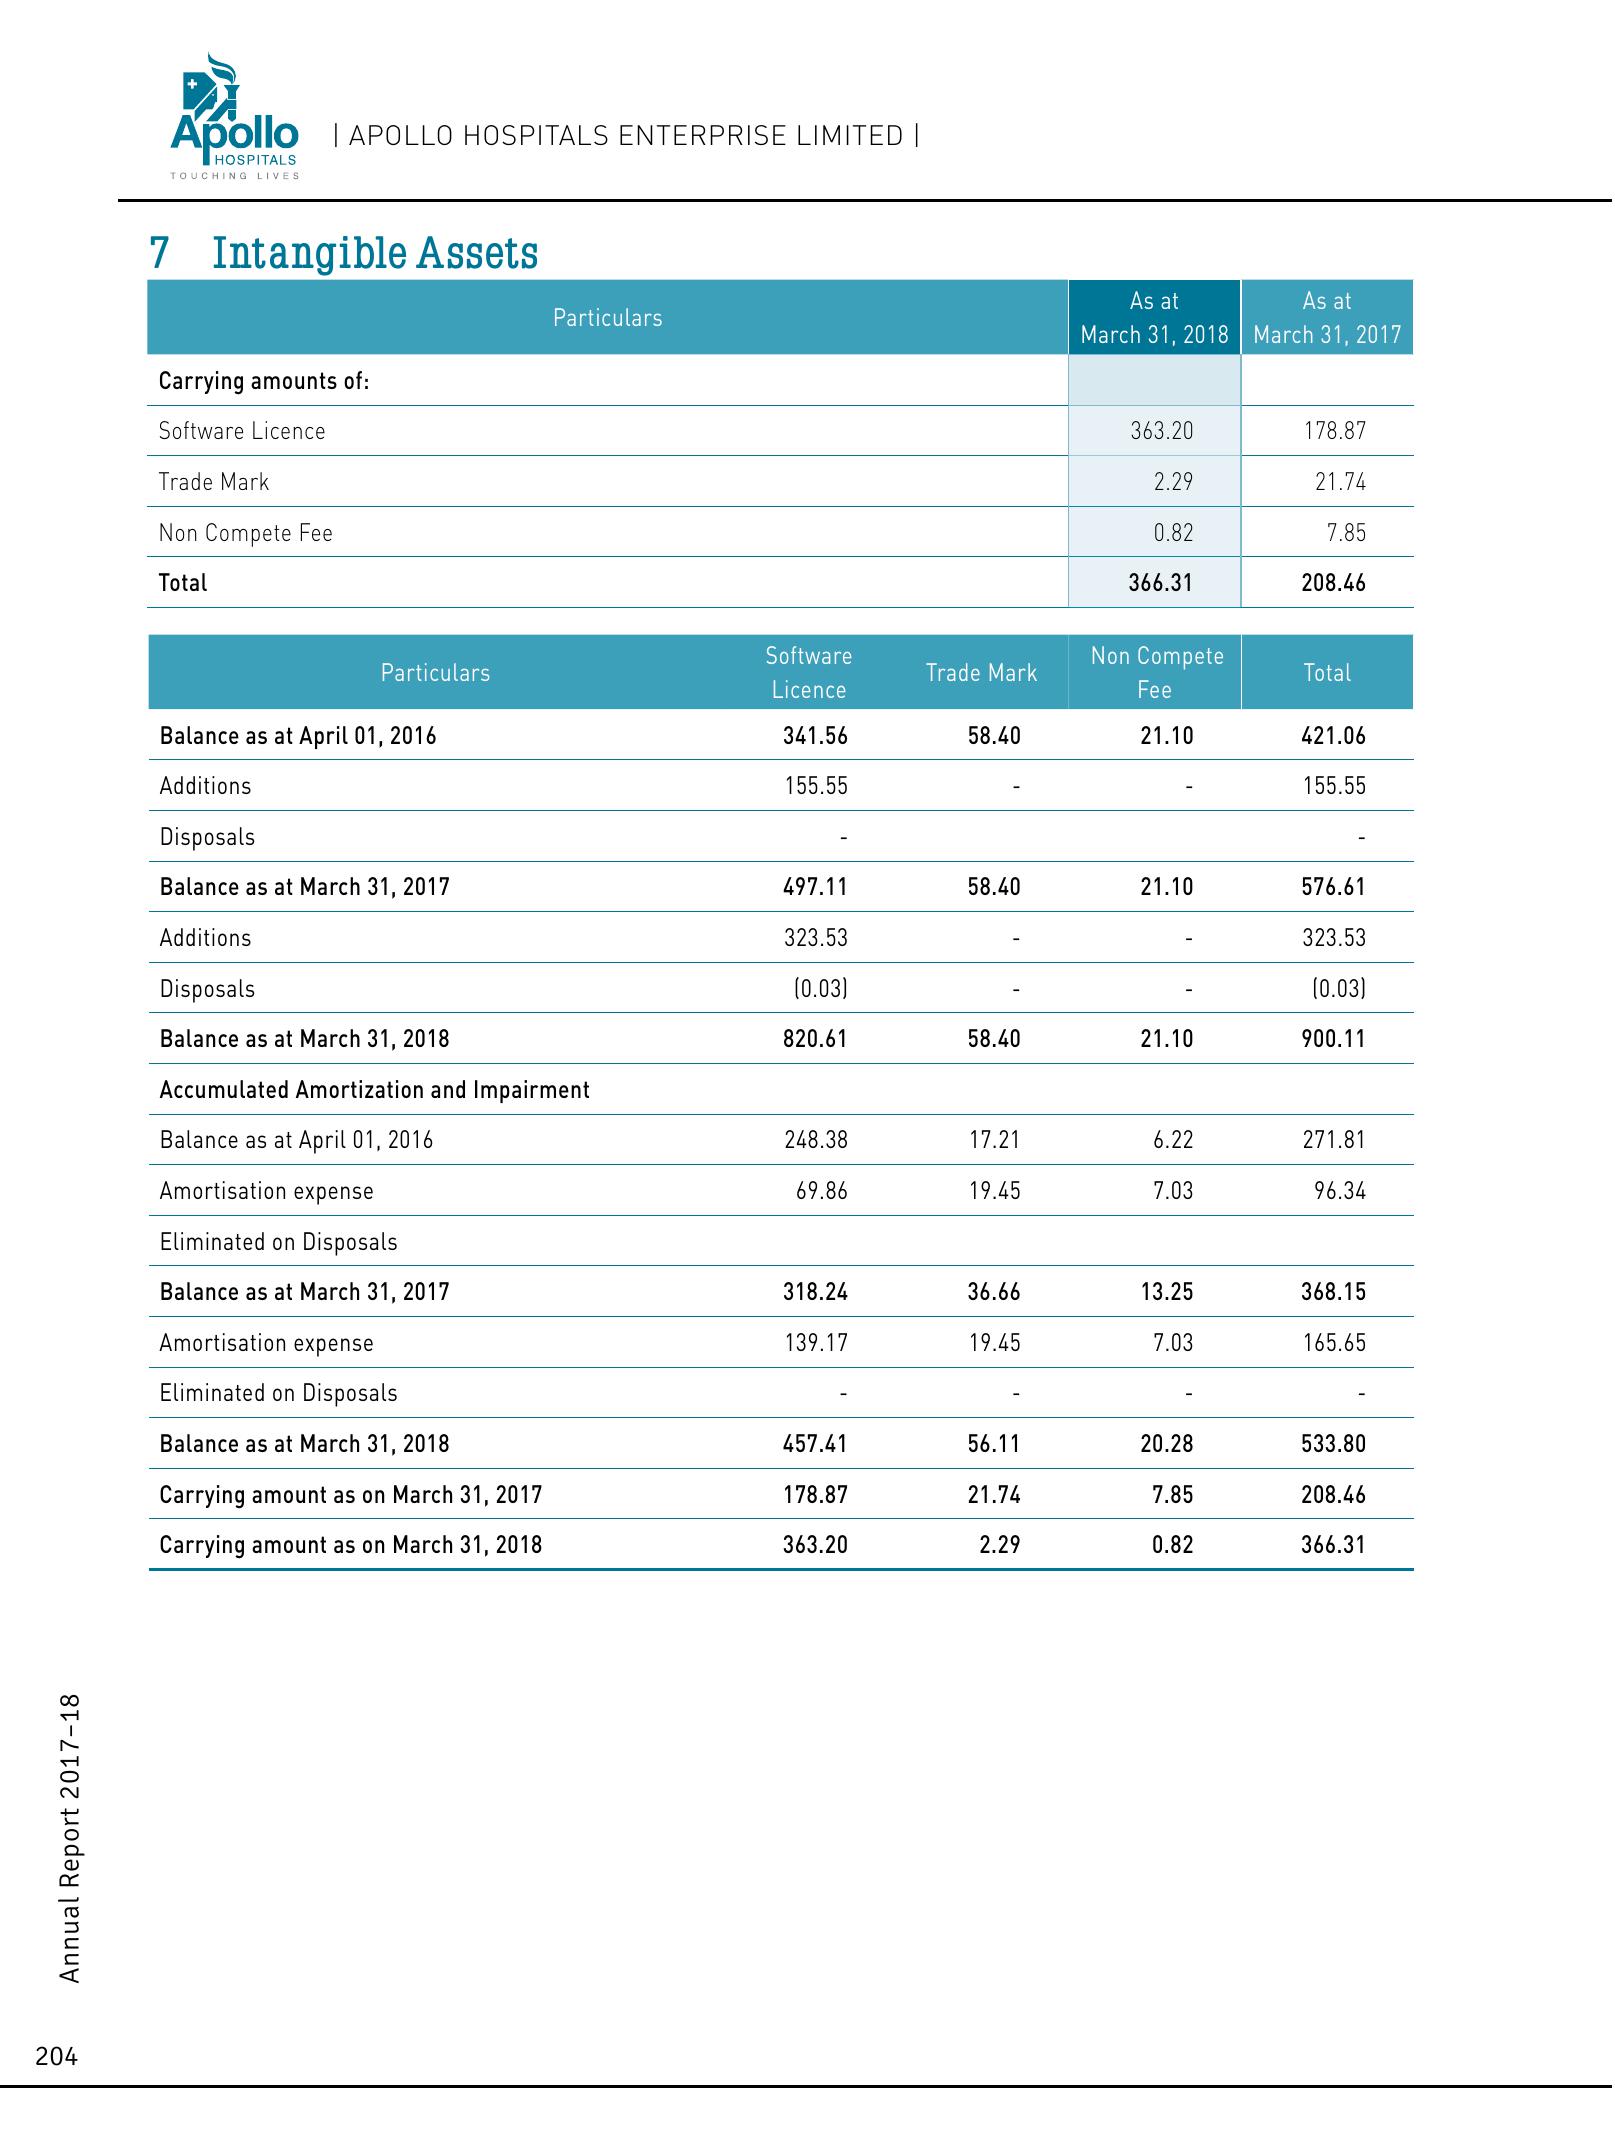 Apollo
HOSPITALS
TOUCHING LIVES
| APOLLO HOSPITALS ENTERPRISE LIMITED |
7 Intangible Assets
Particulars As at March 31, 2018 As at March 31, 2017
Carrying amounts of:
Software Licence 363.20 178.87
Trade Mark 2.29 21.74
Non Compete Fee 0.82 7.85
Total 366.31 208.46
Particulars Software Licence Trade Mark Non Compete Fee Total
Balance as at April 01, 2016 341.56 58.40 21.10 421.06
Additions 155.55 - - 155.55
Disposals - -
Balance as at March 31, 2017 497.11 58.40 21.10 576.61
Additions 323.53 - - 323.53
Disposals (0.03) - - (0.03)
Balance as at March 31, 2018 820.61 58.40 21.10 900.11
Accumulated Amortization and Impairment
Balance as at April 01, 2016 248.38 17.21 6.22 271.81
Amortisation expense 69.86 19.45 7.03 96.34
Eliminated on Disposals
Balance as at March 31, 2017 318.24 36.66 13.25 368.15
Amortisation expense 139.17 19.45 7.03 165.65
Eliminated on Disposals - - - -
Balance as at March 31, 2018 457.41 56.11 20.28 533.80
Carrying amount as on March 31, 2017 178.87 21.74 7.85 208.46
Carrying amount as on March 31, 2018 363.20 2.29 0.82 366.31
Annual Report 2017-18
204